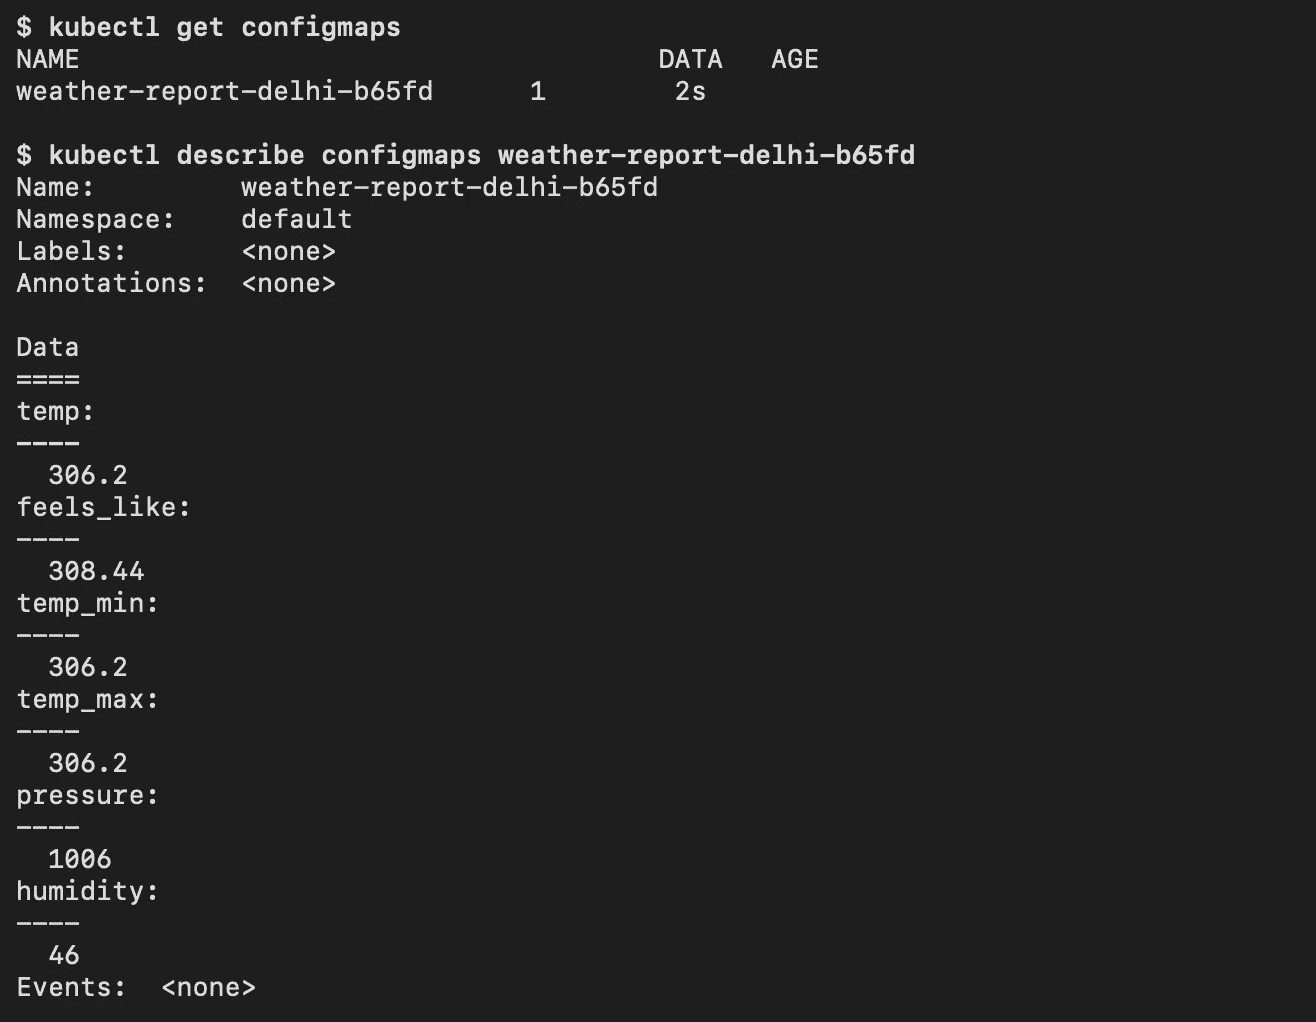 $ kubectl get configmaps
NAME                                    DATA   AGE
weather-report-delhi-b65fd      1        2s
$ kubectl describe configmaps weather-report-delhi-b65fd
Name:         weather-report-delhi-b65fd
Namespace:    default
Labels:       <none>
Annotations:  <none>
Data
====
temp:
----
  306.2
feels_like:
----
  308.44
temp_min:
----
  306.2
temp_max:
----
  306.2
pressure:
----
  1006
humidity:
----
  46
Events:  <none>